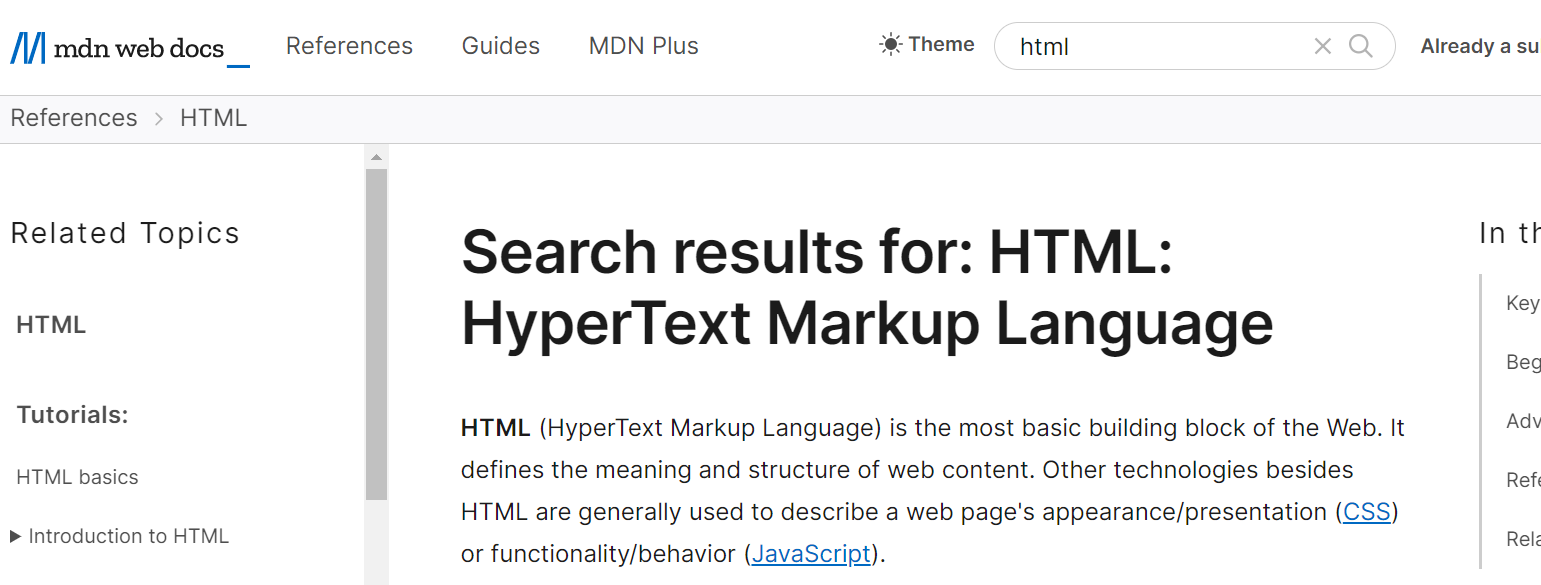 mdn web docs_
References
Guides
MDN Plus
Theme
html
Already a su
References > HTML
Related Topics
HTML
Tutorials:
HTML basics
Introduction to HTML
Search results for: HTML:
HyperText Markup Language
HTML (HyperText Markup Language) is the most basic building block of the Web. It
defines the meaning and structure of web content. Other technologies besides
HTML are generally used to describe a web page's appearance/presentation (CSS)
or functionality/behavior (JavaScript).
In th
Key
Beg
Adv
Refe
Rela